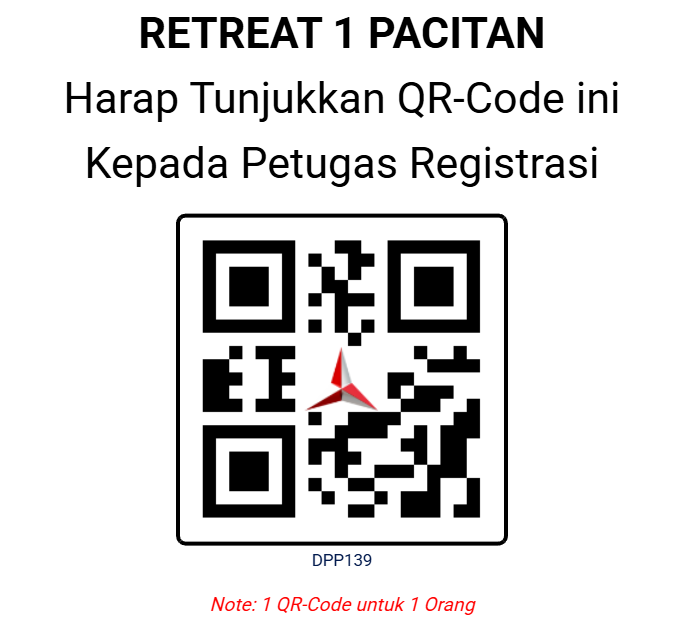 RETREAT 1 PACITAN
Harap Tunjukkan QR-Code ini
Kepada Petugas Registrasi
DPP139
Note: 1 QR-Code untuk 1 Orang